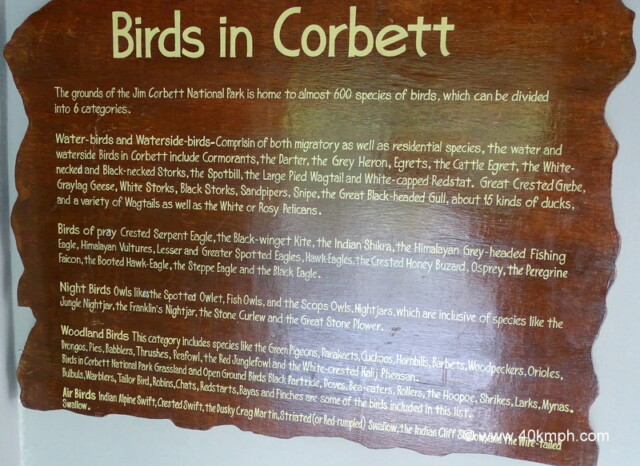 Birds in Corbett
The grounds of the Jim Corbett National Park is home to almost 600 species of birds, which can be divided
into 6 categories.
Water-birds and Waterside-birds-Comprisin of both migratory as well as residential species, the water and
waterside Birds in Corbett include Cormorants, the Darter, the Grey Heron, Egrets, the Cattle Egret, the White-
necked and Black-necked Storks, the Spotbill, the Large Pied Wagtail and White-capped Redstat. Great Crested Grebe,
Graylag Geese, White Storks, Black Storks, Sandpipers, Snipe, the Great Black-headed Gull, about 16 kinds of ducks,
and a variety of Wagtails as well as the White or Rosy Pelicans.
Birds of pray Crested Serpent Eagle, the Black-winget Kite, the Indian Shikra, the Himalayan Grey-headed Fishing
Eagle, Himalayan Vultures, Lesser and Greater Spotted Eagles, Hawk-Eagles, the Crested Honey Buzard, Osprey, the Peregrine
Falcon, the Booted Hawk-Eagle, the Steppe Eagle and the Black Eagle.
Night Birds Owls like the Spotted Owlet, Fish Owls, and the Scops Owls, Nightjars, which are inclusive of species like the
Jungle Nightjar, the Franklin's Nightjar, the Stone Curlew and the Great Stone Plower.
Woodland Birds This category includes species like the Green Pigeons, Parakeets, Cuckoos, Hornbills, Barbets, Woodpeckers, Orioles,
Drongos, Pies, Babblers, Thrushes, Peafowl, the Red Junglefowl and the White-crested Kalij Pheasan.
Birds in Corbett National Park Grassland and Open Ground Birds Black Partride, Doves, Bea-eaters, Rollers, the Hoopoe, Shrikes, Larks, Mynas,
Bulbuls, Warblers, Tailor Bird, Robins, Chats, Redstarts, Bayas and Finches are some of the birds included in this list.
Air Birds Indian Alpine Swift, Crested Swift, the Dusky Crag Martin, Striated (or Red-rumpled) Swallow, the Indian Cliff Swallow and the Wire-tailed
Swallow.
© www.40kmph.com